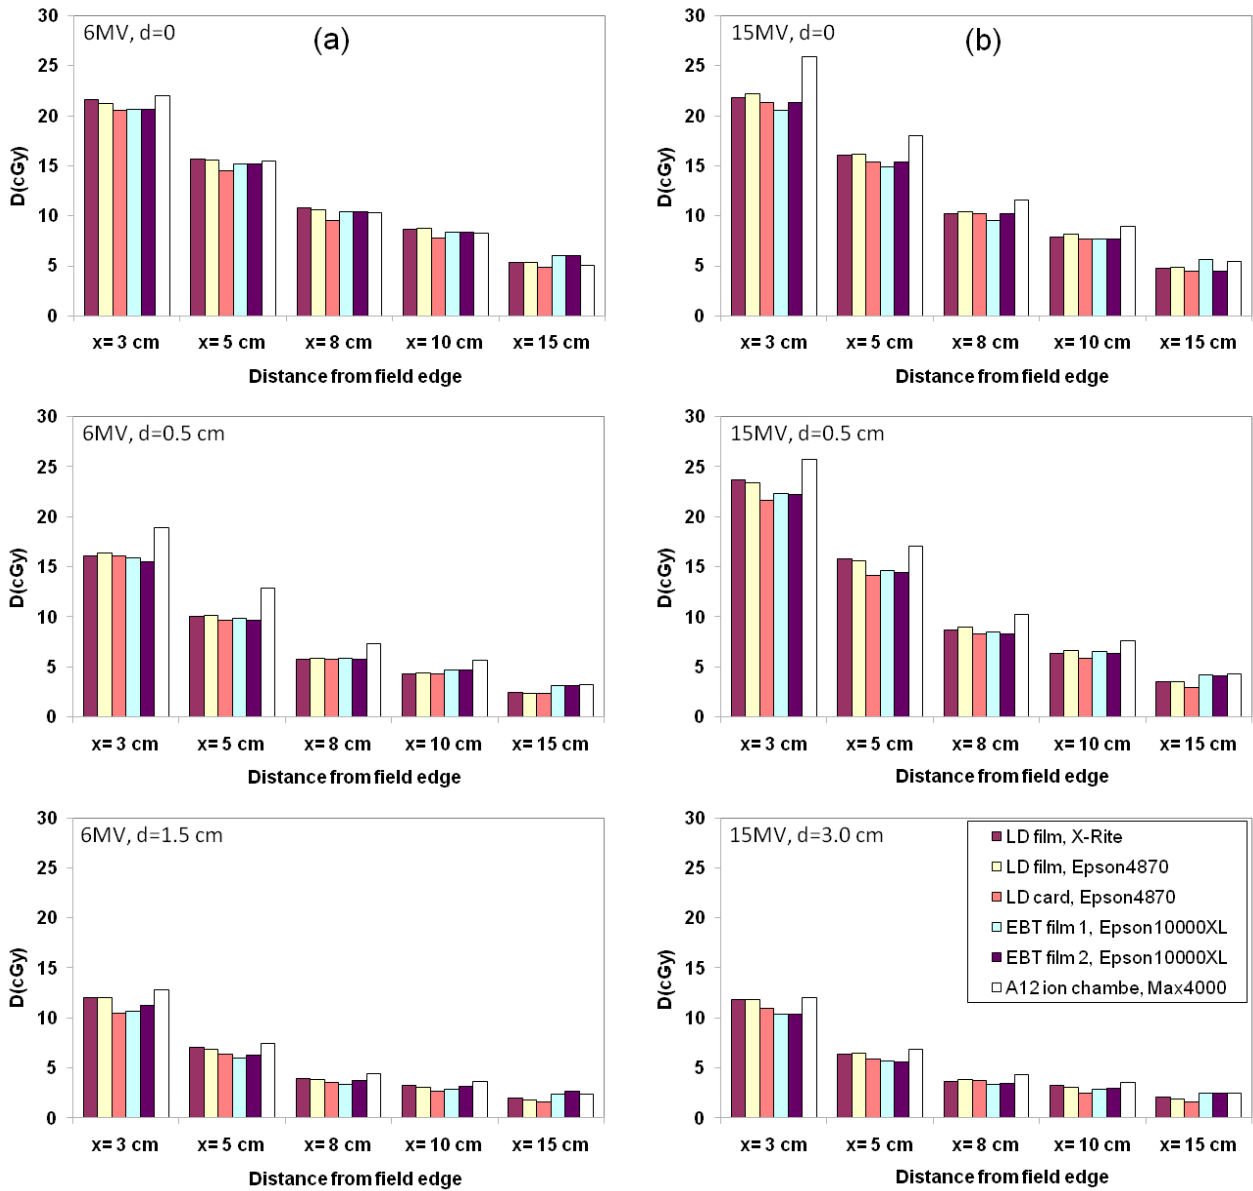 6MV, d=0
(a)
30
25
20
15
10
5
0
D(cGy)
x= 3 cm x= 5 cm x= 8 cm x= 10 cm x= 15 cm
Distance from field edge
15MV, d=0
(b)
30
25
20
15
10
5
0
D(cGy)
x= 3 cm x= 5 cm x= 8 cm x= 10 cm x= 15 cm
Distance from field edge
6MV, d=0.5 cm
30
25
20
15
10
5
0
D(cGy)
x= 3 cm x= 5 cm x= 8 cm x= 10 cm x= 15 cm
Distance from field edge
15MV, d=0.5 cm
30
25
20
15
10
5
0
D(cGy)
x= 3 cm x= 5 cm x= 8 cm x= 10 cm x= 15 cm
Distance from field edge
6MV, d=1.5 cm
30
25
20
15
10
5
0
D(cGy)
x= 3 cm x= 5 cm x= 8 cm x= 10 cm x= 15 cm
Distance from field edge
15MV, d=3.0 cm
30
25
20
15
10
5
0
D(cGy)
x= 3 cm x= 5 cm x= 8 cm x= 10 cm x= 15 cm
Distance from field edge
LD film, X-Rite
LD film, Epson4870
LD card, Epson4870
EBT film 1, Epson10000XL
EBT film 2, Epson10000XL
A12 ion chambe, Max4000